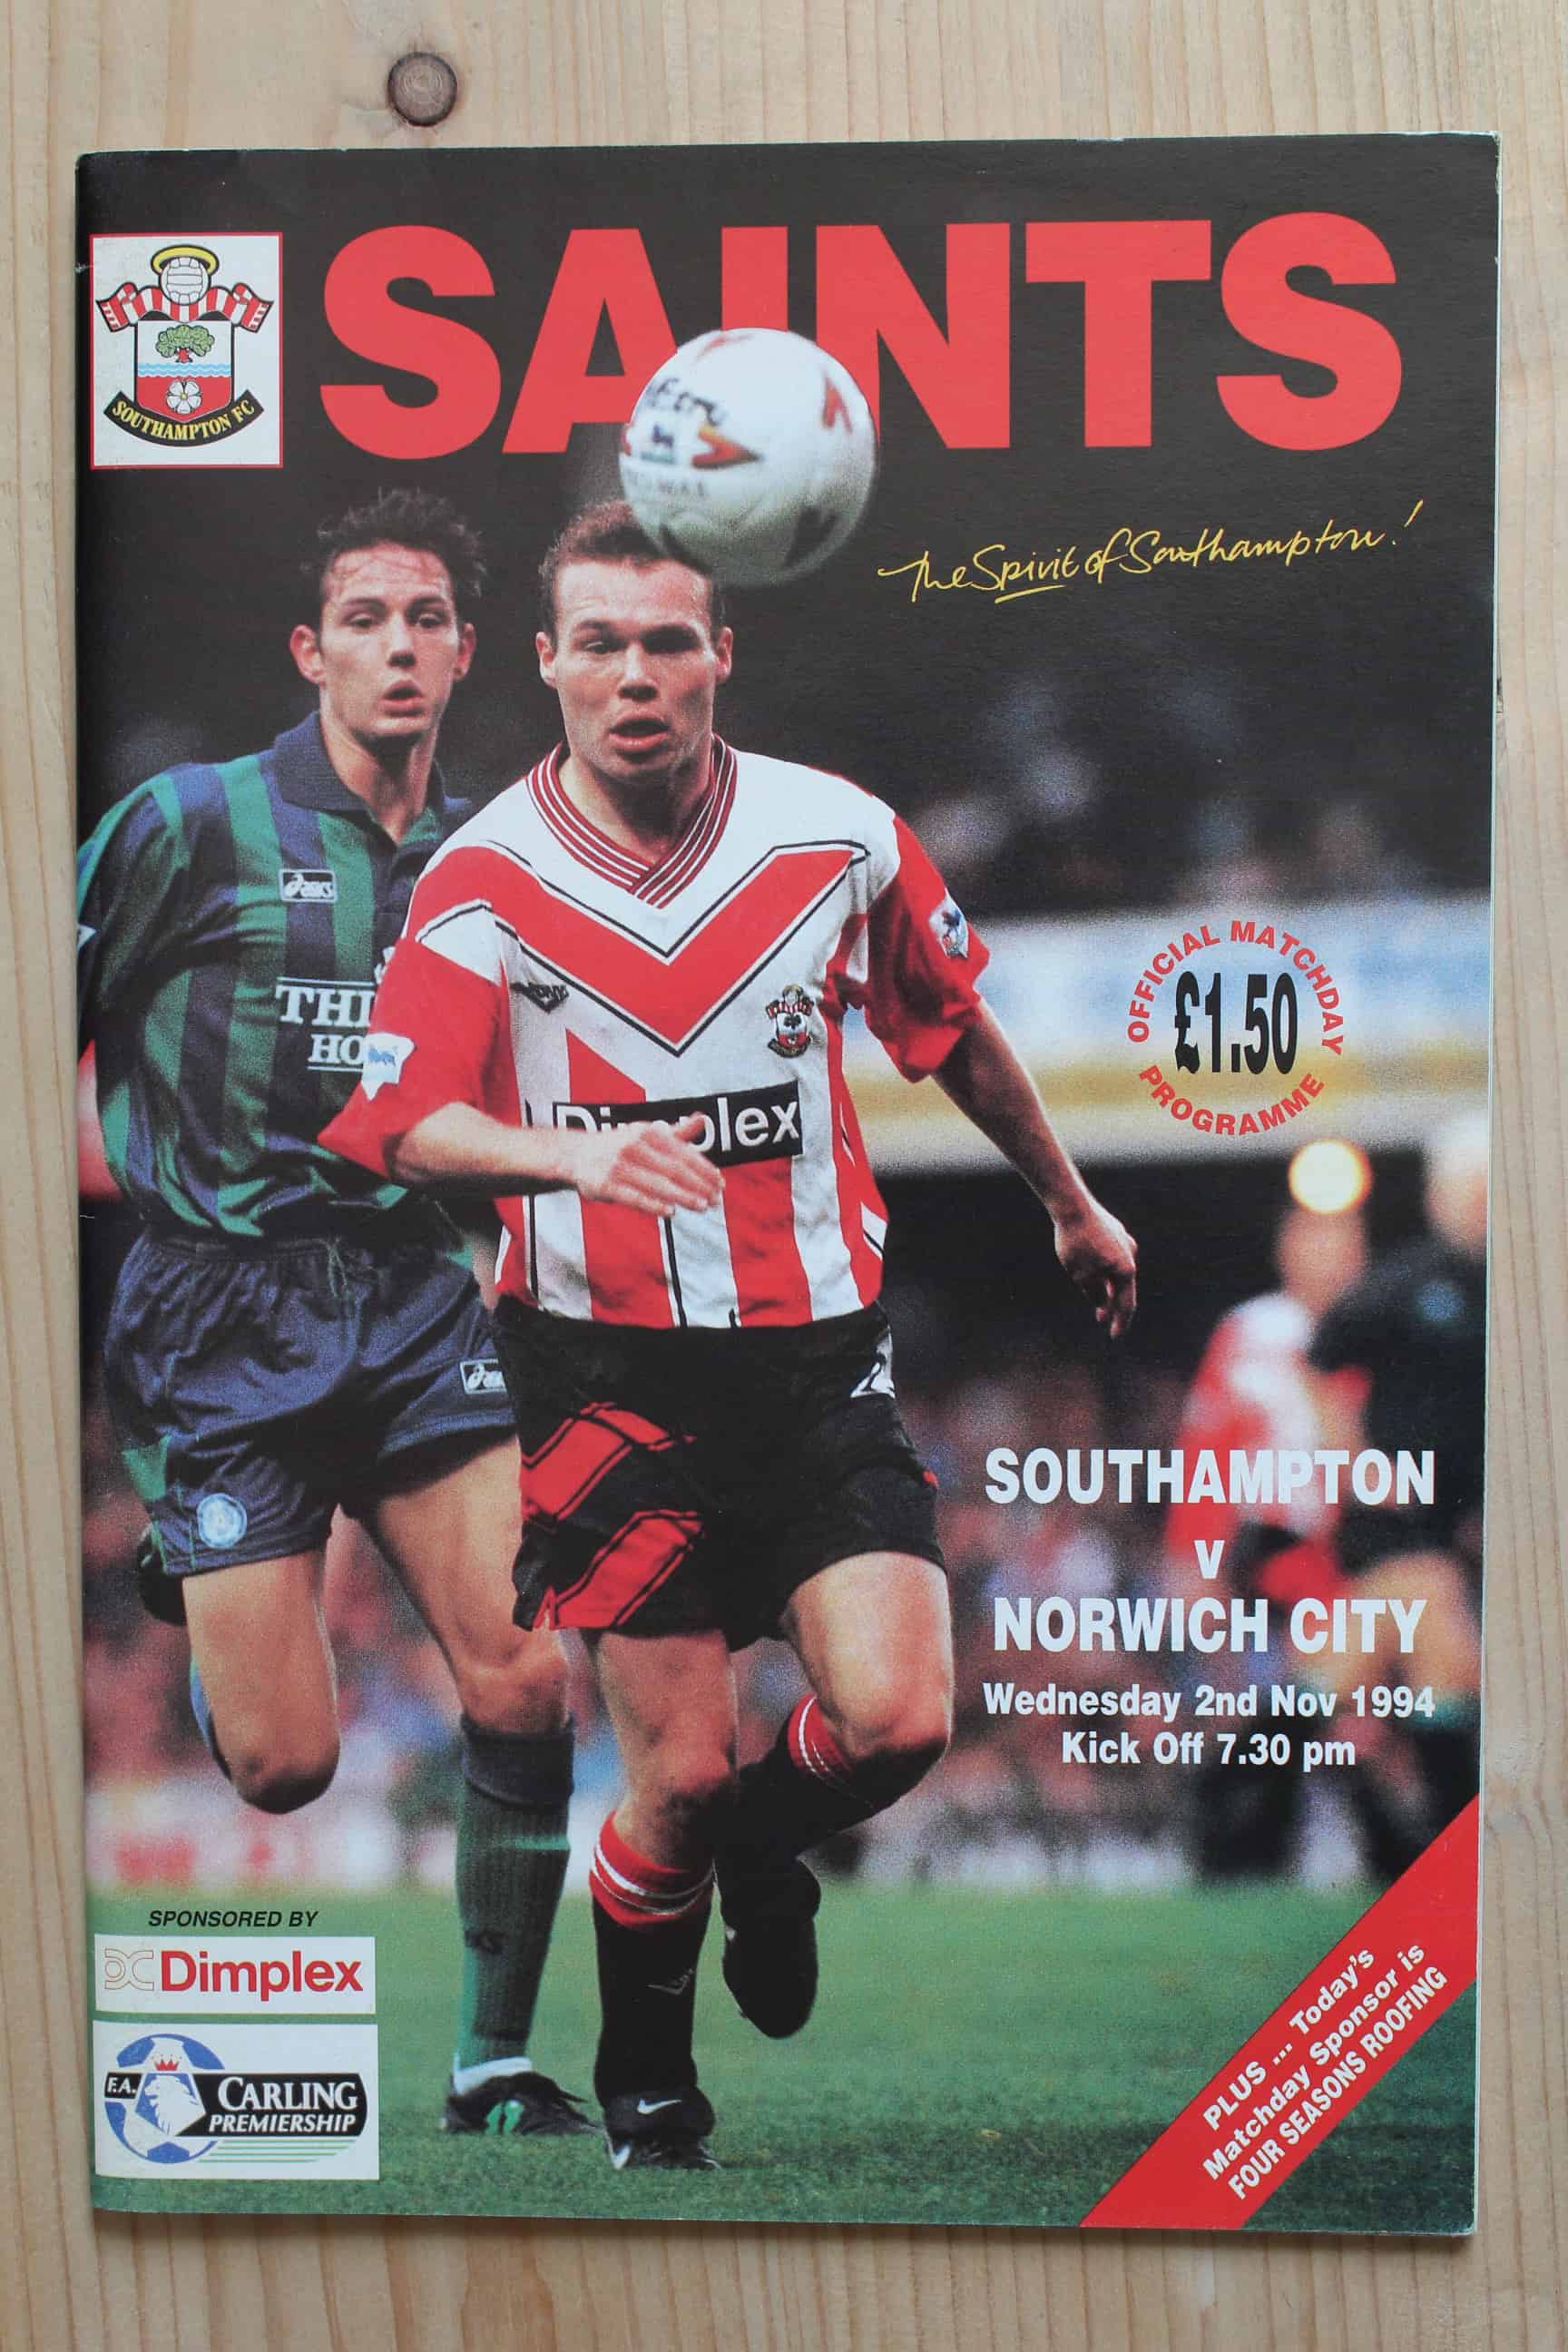 SAINTS
SOUTHAMPTON FC
The Spirit of Southampton!
asics
OFFICIAL MATCHDAY
£1.50
PROGRAMME
Dimplex
SOUTHAMPTON
v
NORWICH CITY
Wednesday 2nd Nov 1994
Kick Off 7.30 pm
SPONSORED BY
Dimplex
F.A. CARLING
PREMIERSHIP
PLUS ... Today's
Matchday Sponsor is
FOUR SEASONS ROOFING